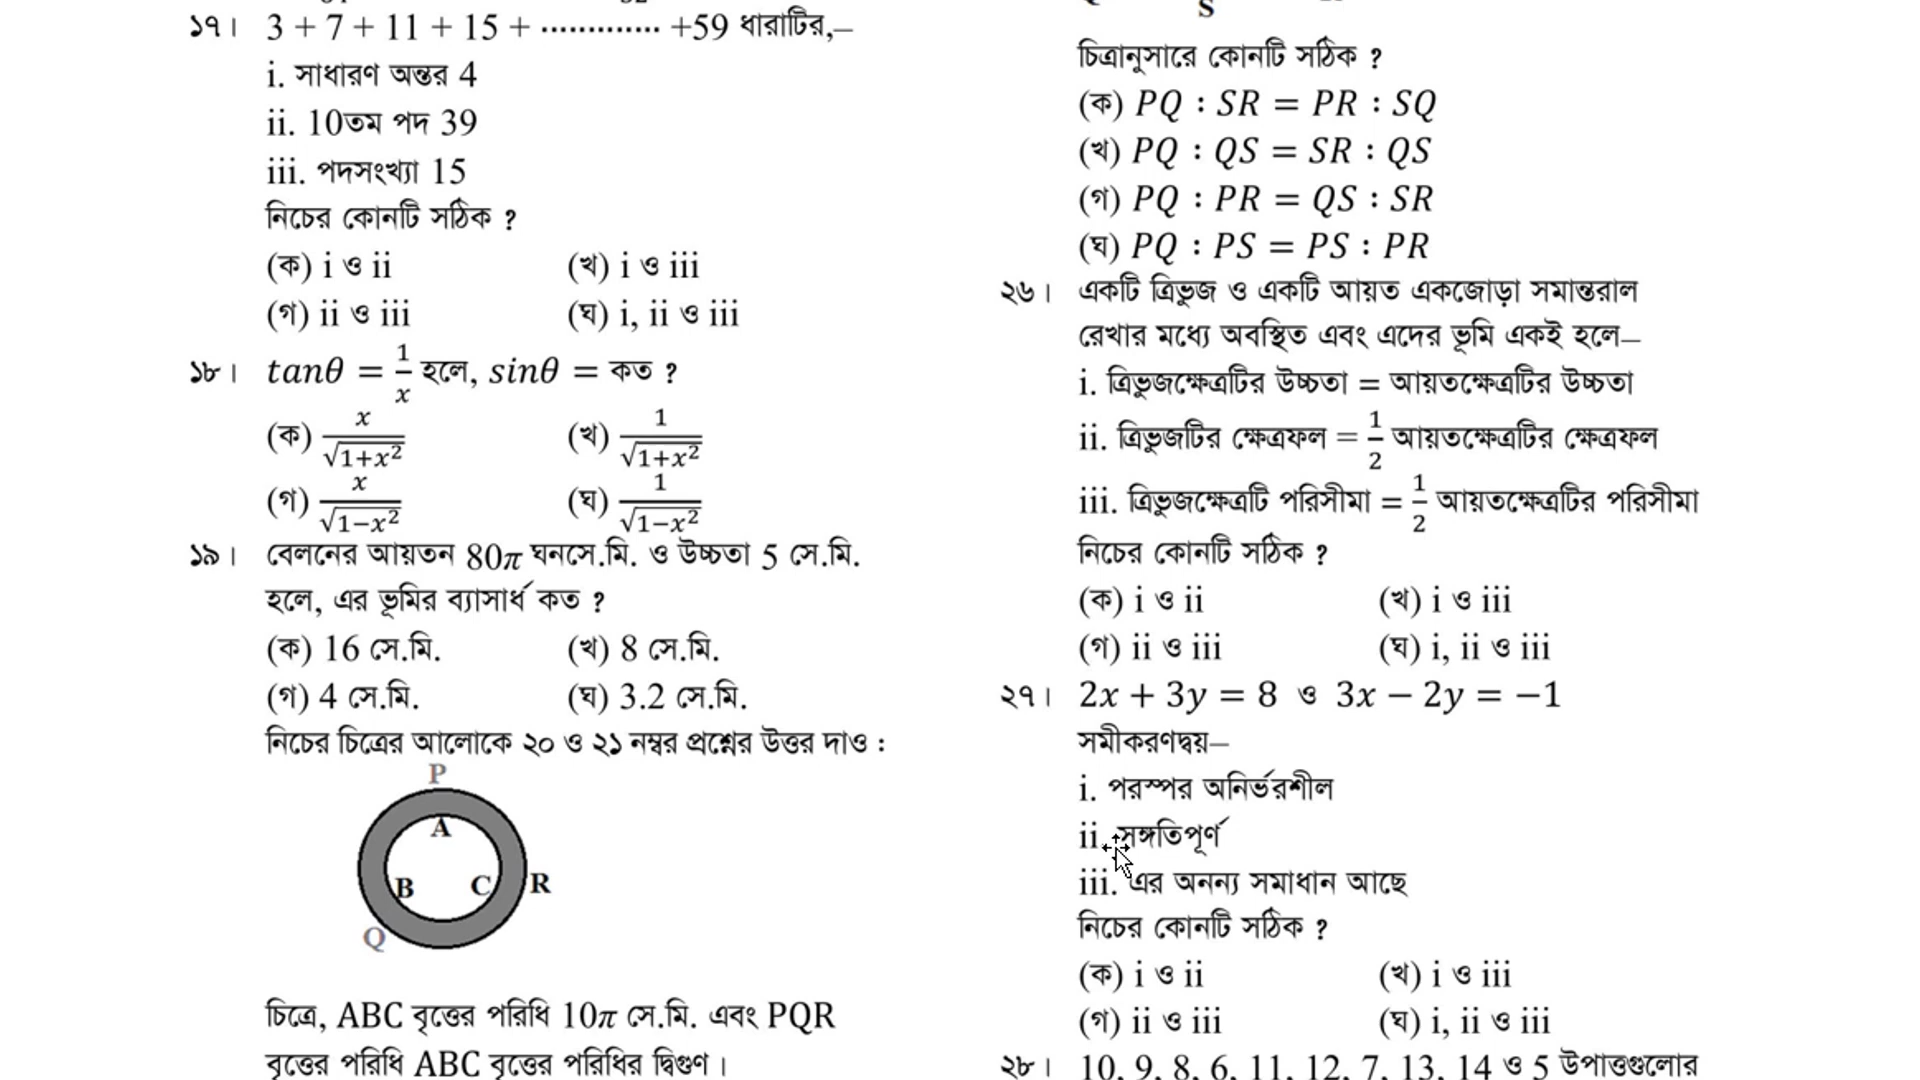 ১৭। 3 + 7 + 11 + 15 + ............. +59 ধারাটির,–
i. সাধারণ অন্তর 4
ii. 10তম পদ 39
iii. পদসংখ্যা 15
নিচের কোনটি সঠিক ?
(ক) i ও ii (খ) i ও iii
(গ) ii ও iii (ঘ) i, ii ও iii
১৮। tanθ = 1/x হলে, sinθ = কত ?
(ক) x/√1+x² (খ) 1/√1+x²
(গ) x/√1−x² (ঘ) 1/√1−x²
১৯। বেলনের আয়তন 80π ঘনসে.মি. ও উচ্চতা 5 সে.মি.
হলে, এর ভূমির ব্যাসার্ধ কত ?
(ক) 16 সে.মি. (খ) 8 সে.মি.
(গ) 4 সে.মি. (ঘ) 3.2 সে.মি.
নিচের চিত্রের আলোকে ২০ ও ২১ নম্বর প্রশ্নের উত্তর দাও :
P
A
B C R
Q
চিত্রে, ABC বৃত্তের পরিধি 10π সে.মি. এবং PQR
বৃত্তের পরিধি ABC বৃত্তের পরিধির দ্বিগুণ।
S
চিত্রানুসারে কোনটি সঠিক ?
(ক) PQ : SR = PR : SQ
(খ) PQ : QS = SR : QS
(গ) PQ : PR = QS : SR
(ঘ) PQ : PS = PS : PR
২৬। একটি ত্রিভুজ ও একটি আয়ত একজোড়া সমান্তরাল
রেখার মধ্যে অবস্থিত এবং এদের ভূমি একই হলে–
i. ত্রিভুজক্ষেত্রটির উচ্চতা = আয়তক্ষেত্রটির উচ্চতা
ii. ত্রিভুজটির ক্ষেত্রফল = 1/2 আয়তক্ষেত্রটির ক্ষেত্রফল
iii. ত্রিভুজক্ষেত্রটি পরিসীমা = 1/2 আয়তক্ষেত্রটির পরিসীমা
নিচের কোনটি সঠিক ?
(ক) i ও ii (খ) i ও iii
(গ) ii ও iii (ঘ) i, ii ও iii
২৭। 2x + 3y = 8 ও 3x − 2y = −1
সমীকরণদ্বয়–
i. পরস্পর অনির্ভরশীল
ii. সঙ্গতিপূর্ণ
iii. এর অনন্য সমাধান আছে
নিচের কোনটি সঠিক ?
(ক) i ও ii (খ) i ও iii
(গ) ii ও iii (ঘ) i, ii ও iii
২৮। 10, 9, 8, 6, 11, 12, 7, 13, 14 ও 5 উপাত্তগুলোর